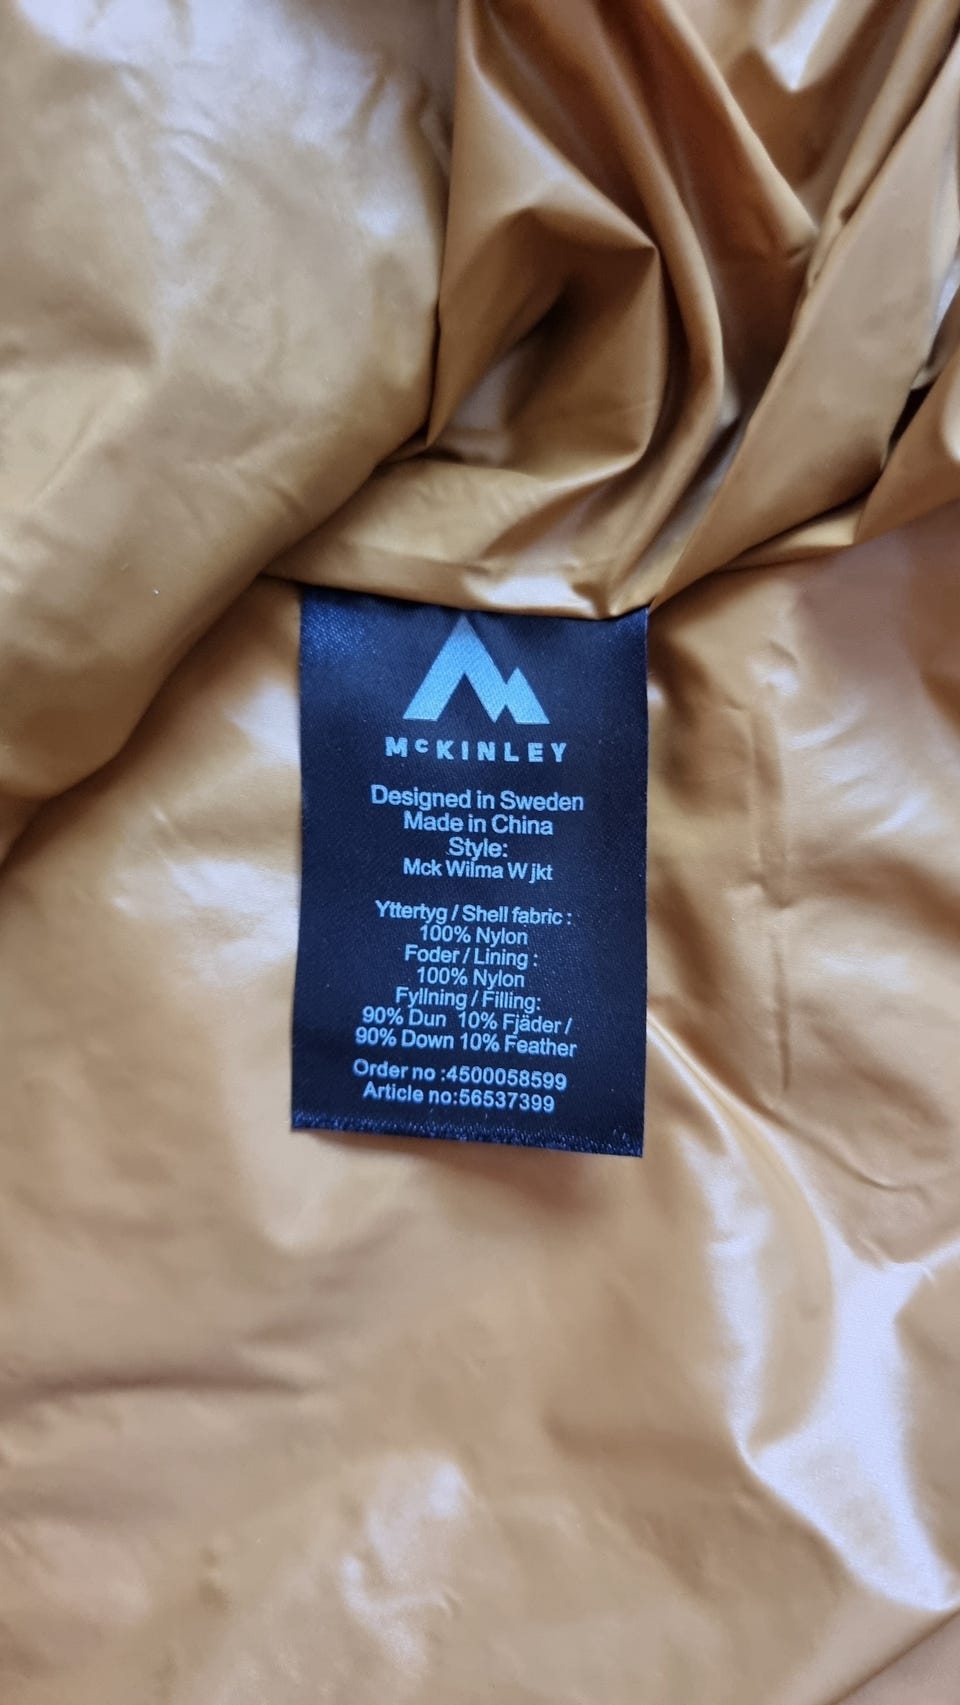 McKINLEY
Designed in Sweden
Made in China
Style:
Mck Wilma W jkt
Yttertyg / Shell fabric :
100% Nylon
Foder / Lining :
100% Nylon
Fyllning / Filling:
90% Dun 10% Fjäder /
90% Down 10% Feather
Order no :4500058599
Article no:56537399